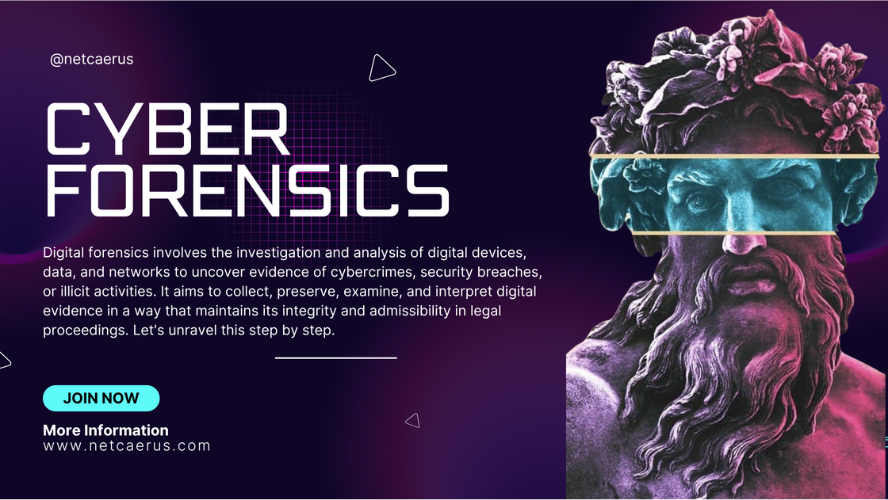 @netcaerus
CYBER
FORENSICS
Digital forensics involves the investigation and analysis of digital devices,
data, and networks to uncover evidence of cybercrimes, security breaches,
or illicit activities. It aims to collect, preserve, examine, and interpret digital
evidence in a way that maintains its integrity and admissibility in legal
proceedings. Let's unravel this step by step.
JOIN NOW
More Information
www.netcaerus.com